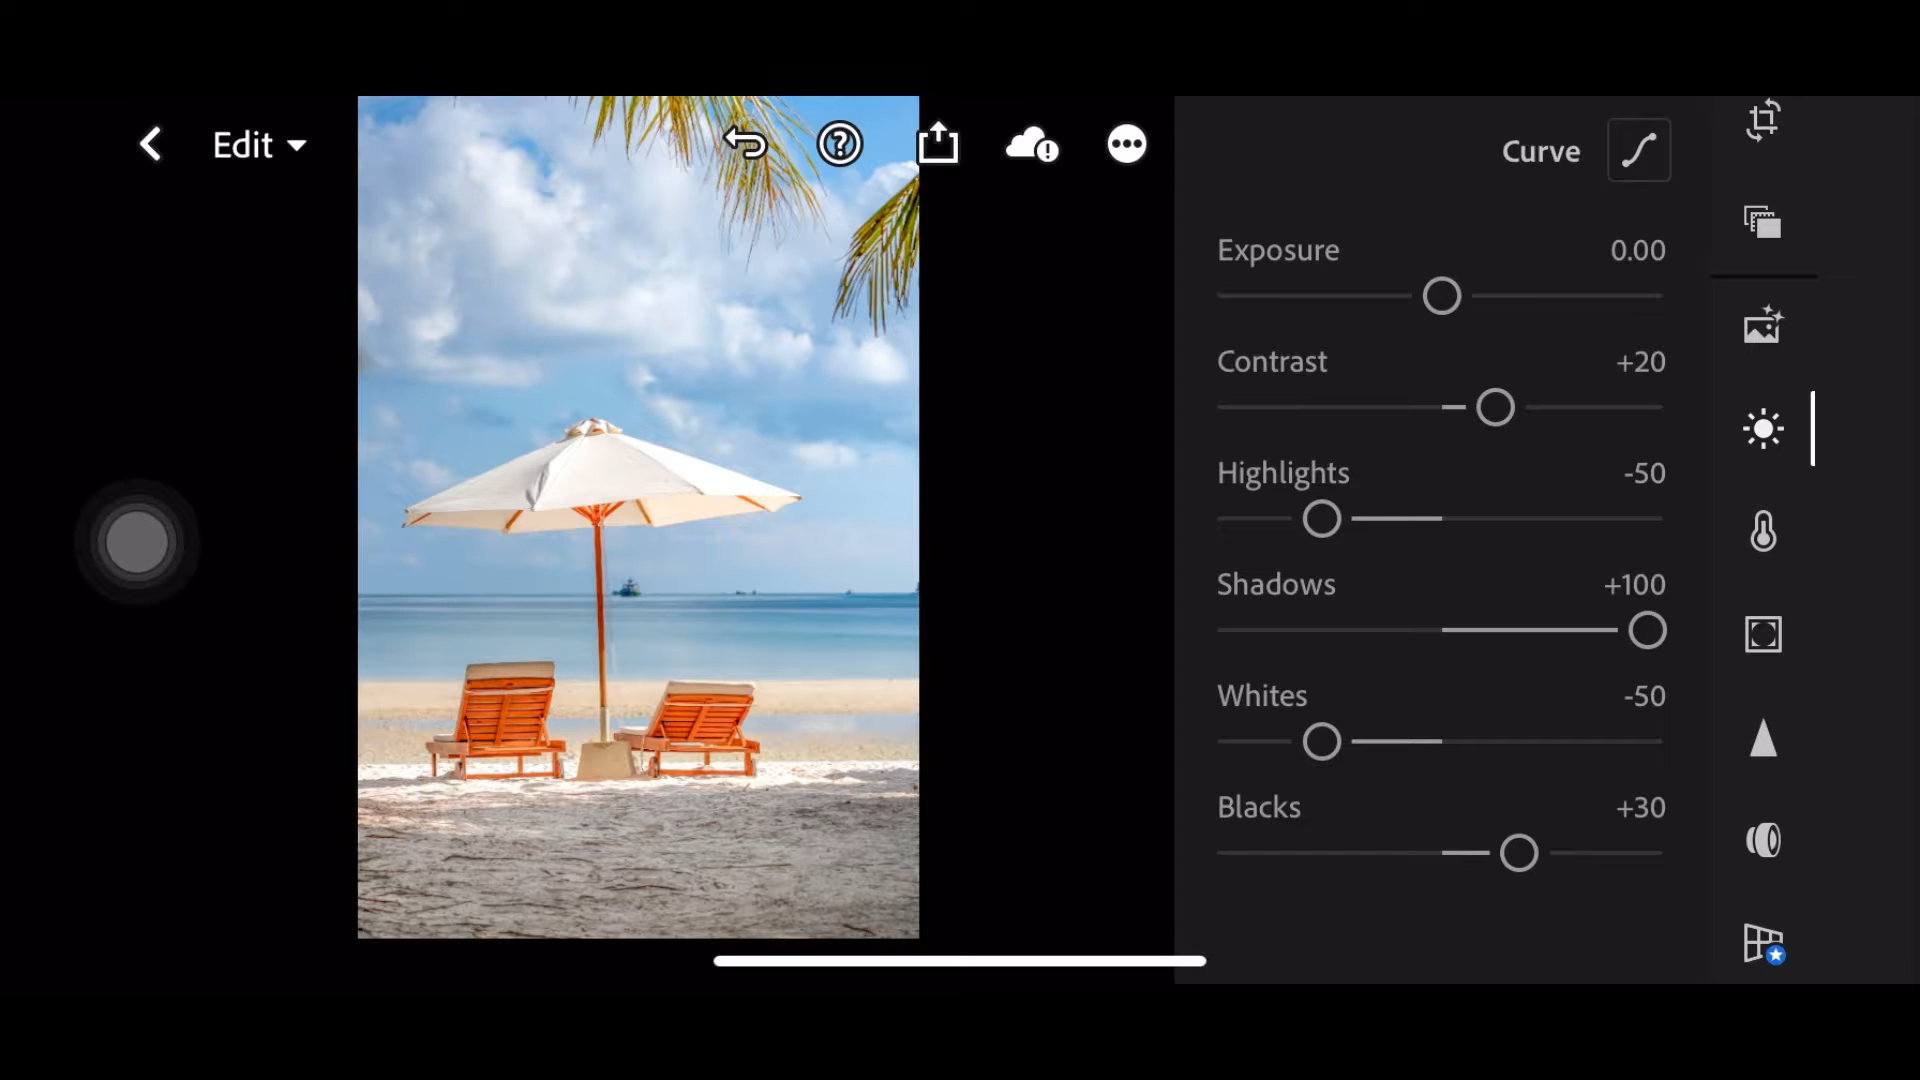 Edit
Curve
Exposure 0.00
Contrast +20
Highlights -50
Shadows +100
Whites -50
Blacks +30